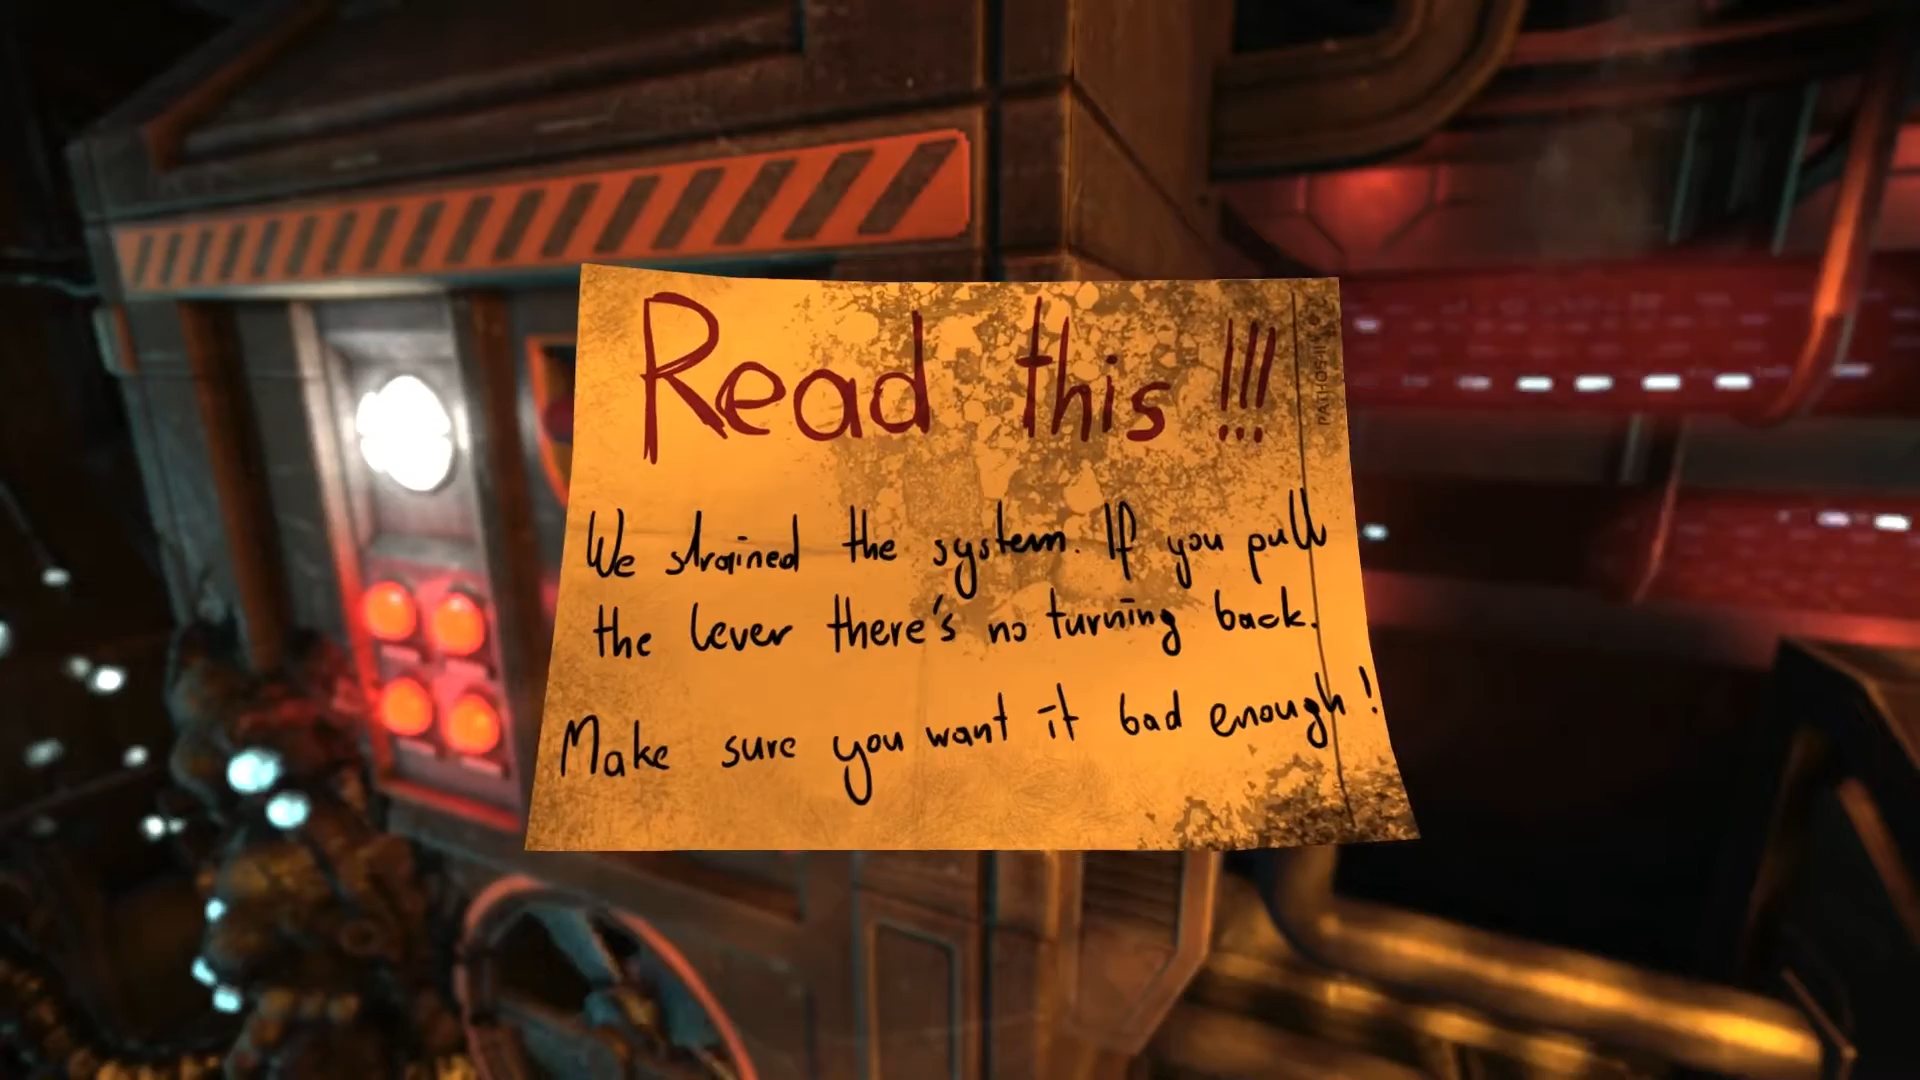 Read this !!!
We strained the system. If you pull
the lever there's no turning back.
Make sure you want it bad enough!